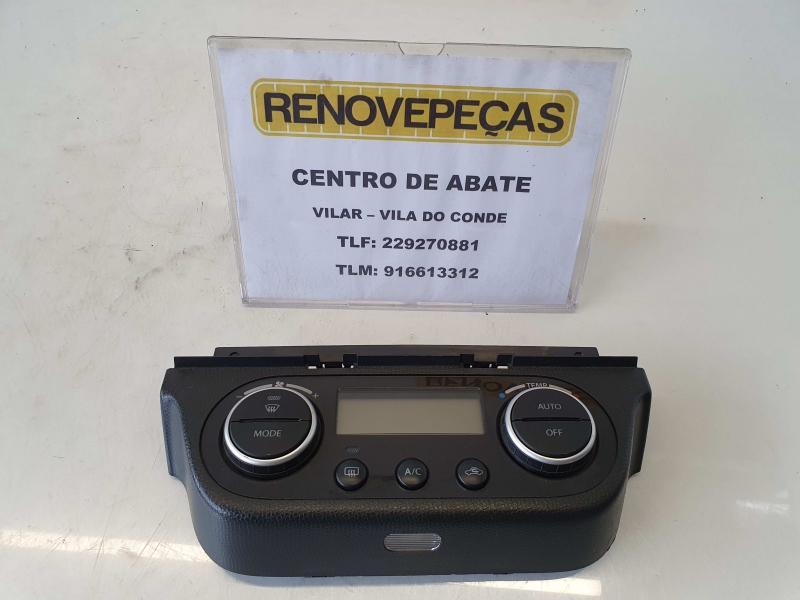 RENOVEPEÇAS
CENTRO DE ABATE
VILAR – VILA DO CONDE
TLF: 229270881
TLM: 916613312
- +
MODE
TEMP
AUTO
OFF
A/C